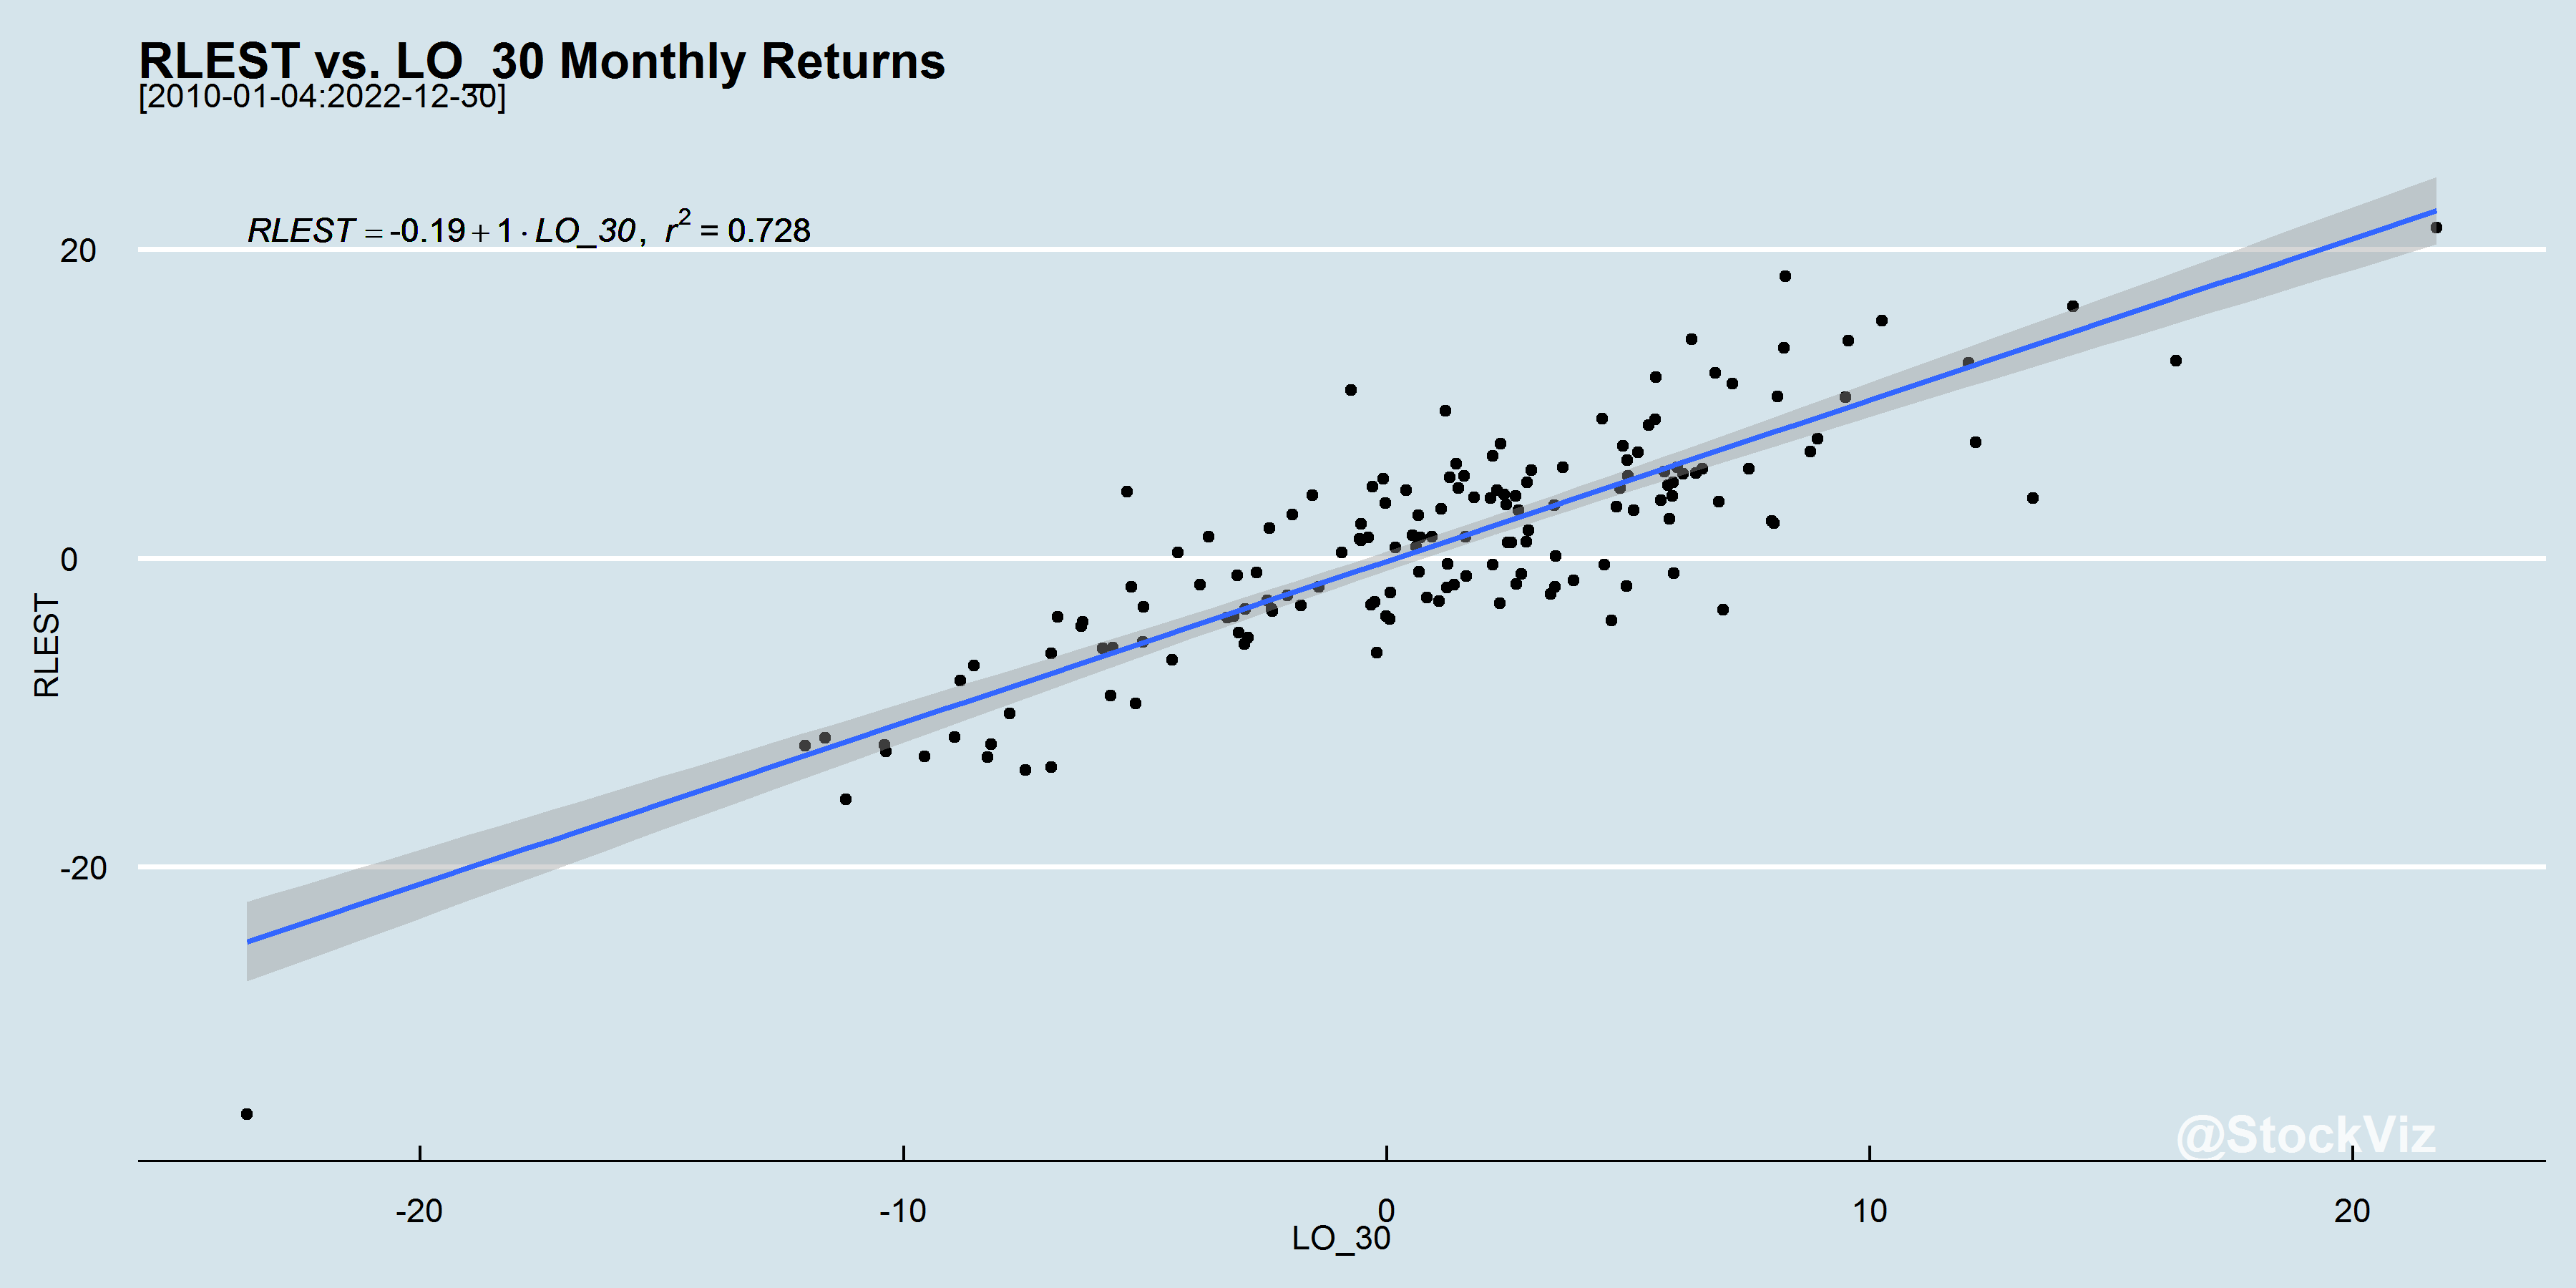 RLEST vs. LO_30 Monthly Returns
[2010-01-04:2022-12-30]
RLEST = -0.19 + 1 · LO_30, r² = 0.728
20
0
-20
RLEST
-20 -10 0 10 20
LO_30
@StockViz